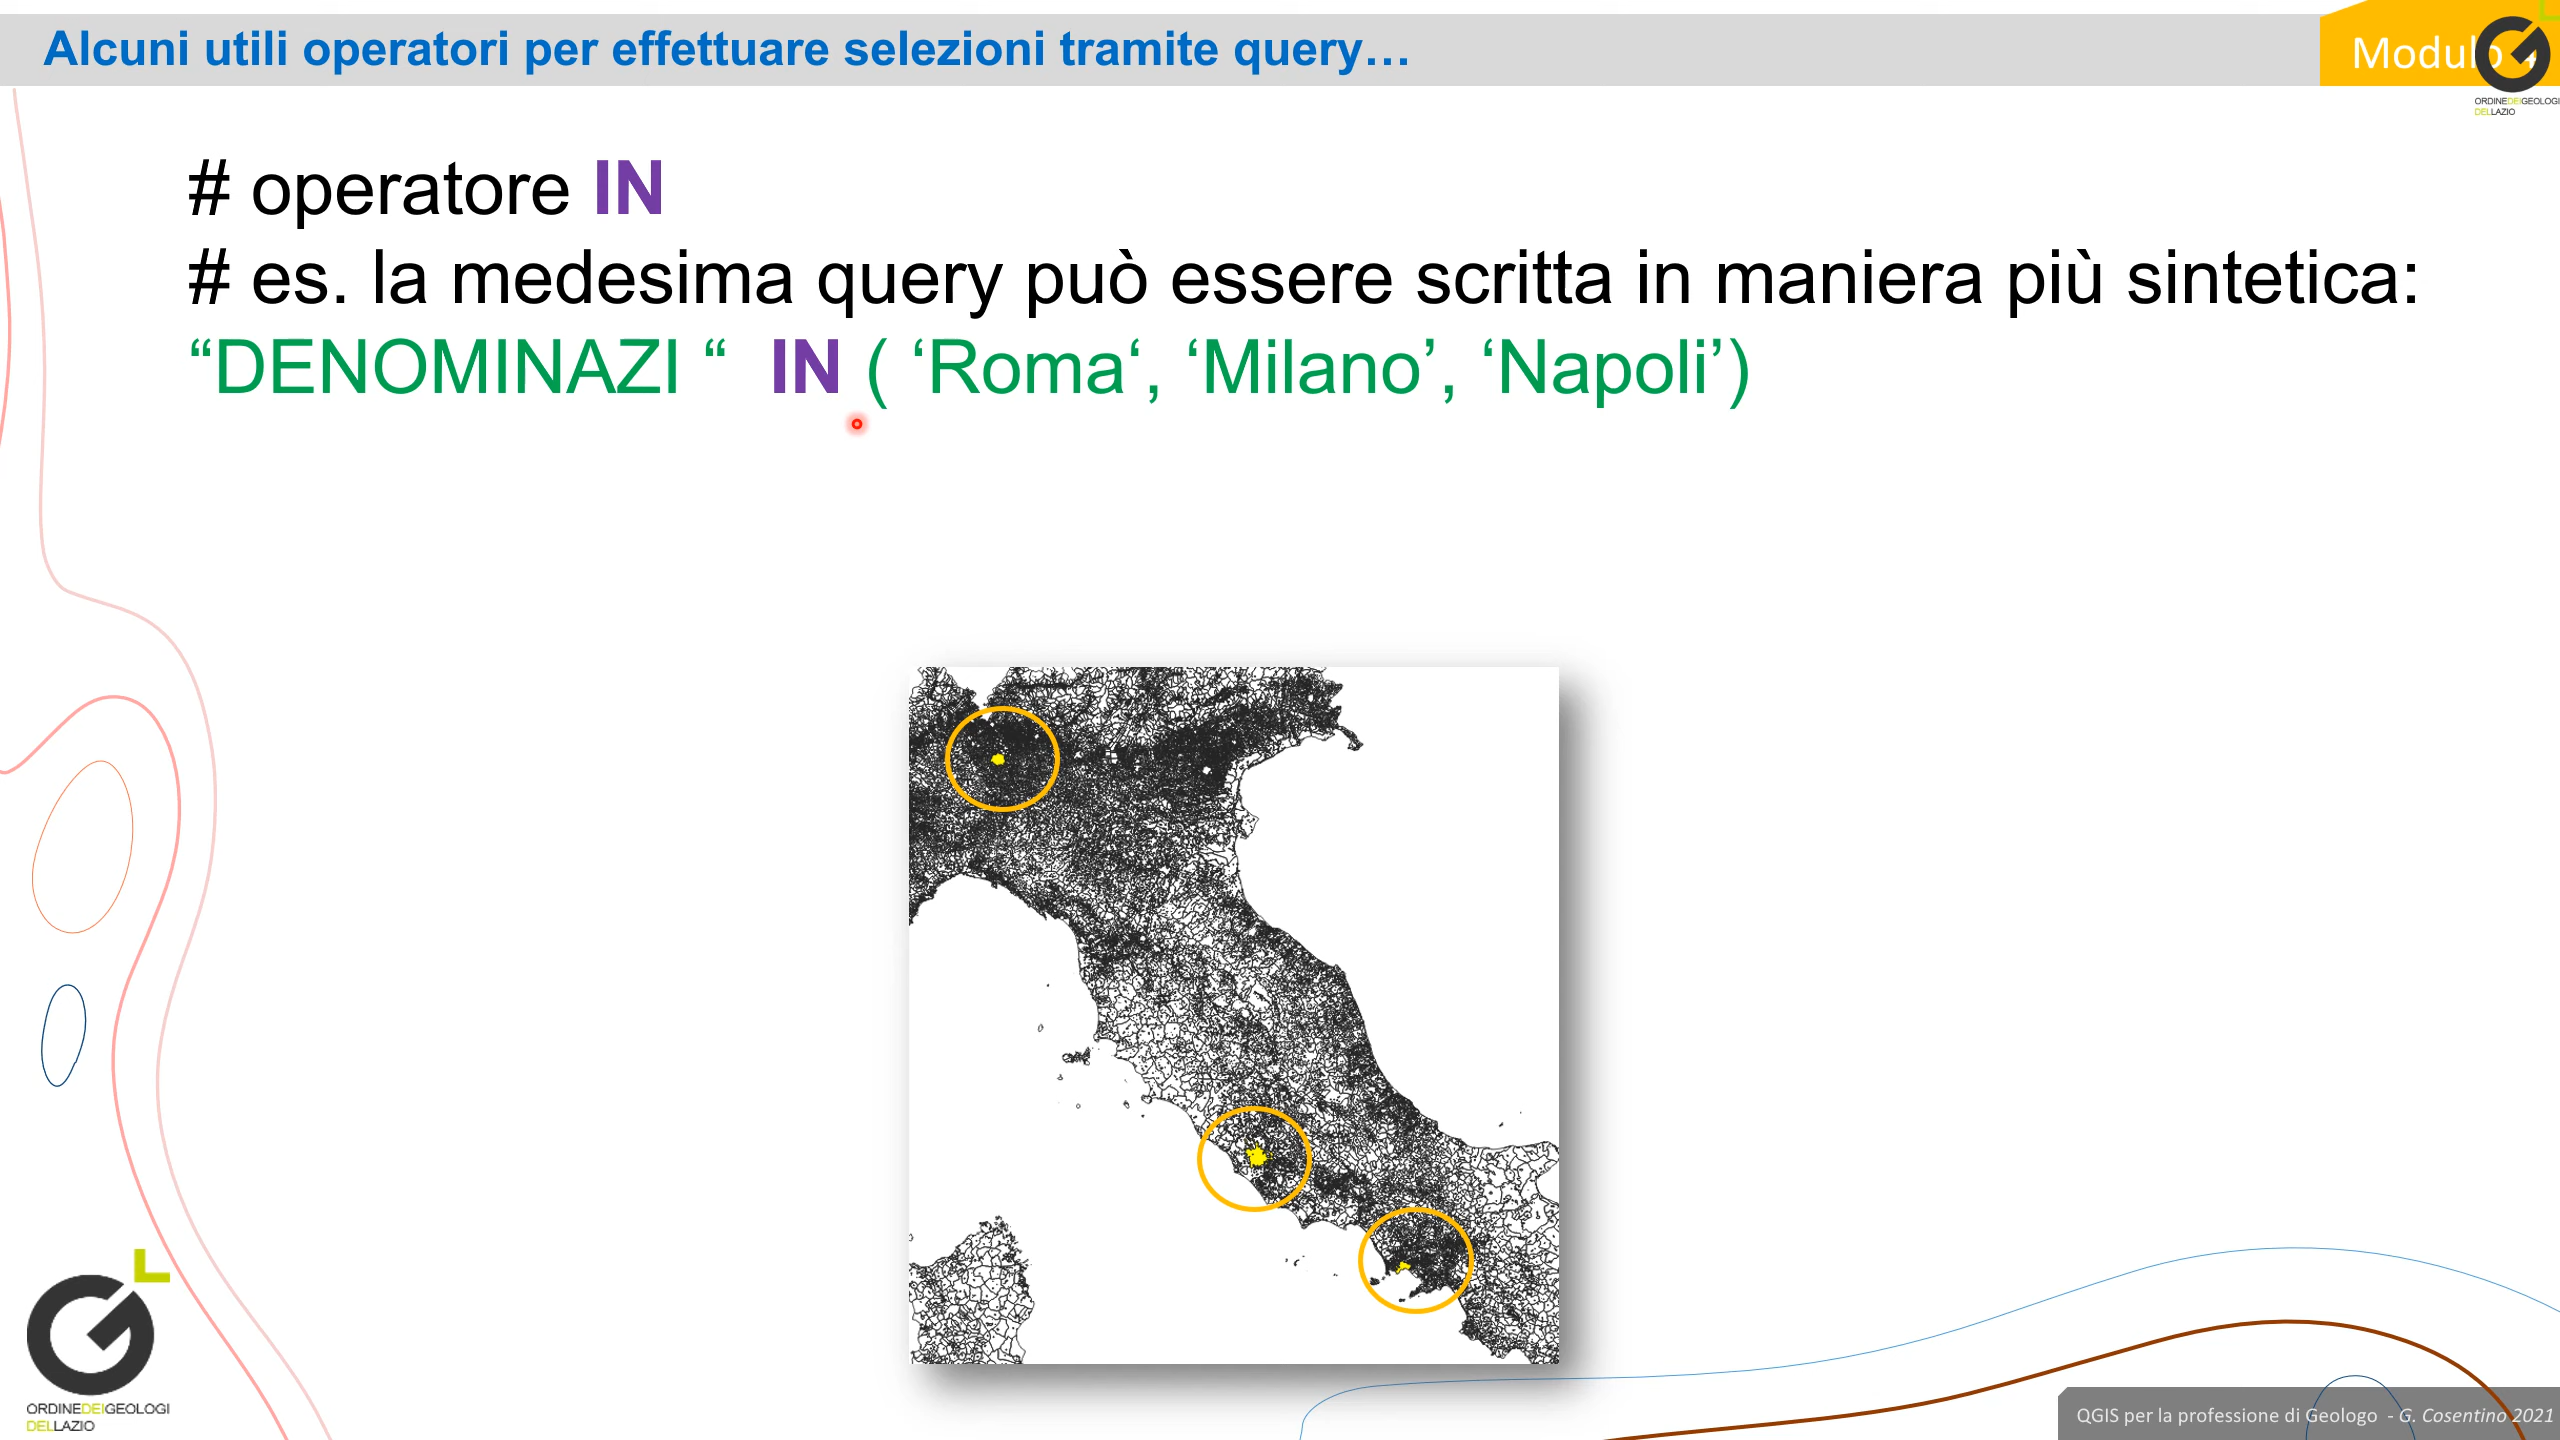 Alcuni utili operatori per effettuare selezioni tramite query…
Modulo
ORDINEDEIGEOLOGI
DELLAZIO
# operatore IN
# es. la medesima query può essere scritta in maniera più sintetica:
“DENOMINAZI “ IN ( ‘Roma‘, ‘Milano’, ‘Napoli’)
ORDINEDEIGEOLOGI
DELLAZIO
QGIS per la professione di Geologo - G. Cosentino 2021